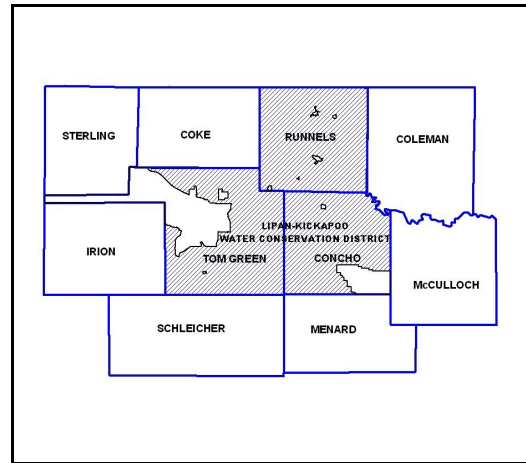 STERLING
COKE
RUNNELS
COLEMAN
LIPAN-KICKAPOO
WATER CONSERVATION DISTRICT
IRION
TOM GREEN
CONCHO
McCULLOCH
SCHLEICHER
MENARD